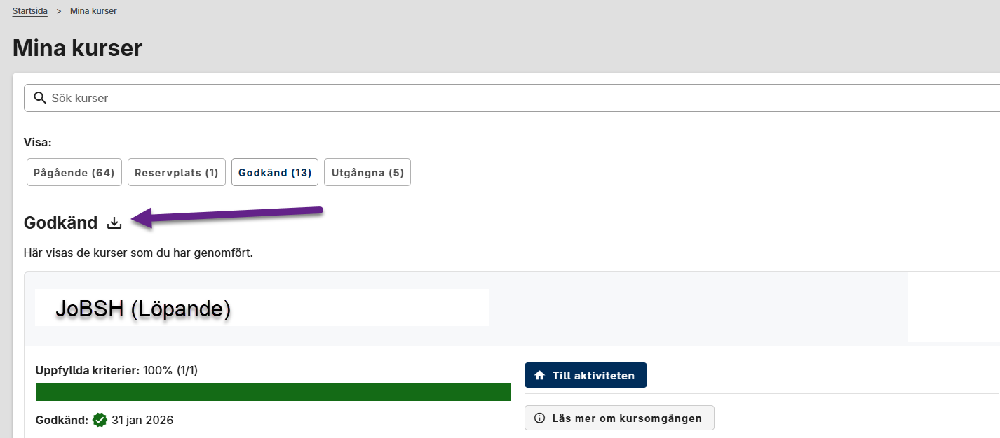 Startsida > Mina kurser
Mina kurser
Sök kurser
Visa:
Pågående (64) Reservplats (1) Godkänd (13) Utgångna (5)
Godkänd
Här visas de kurser som du har genomfört.
JoBSH (Löpande)
Uppfyllda kriterier: 100% (1/1)
Till aktiviteten
Godkänd: 31 jan 2026
Läs mer om kursomgången